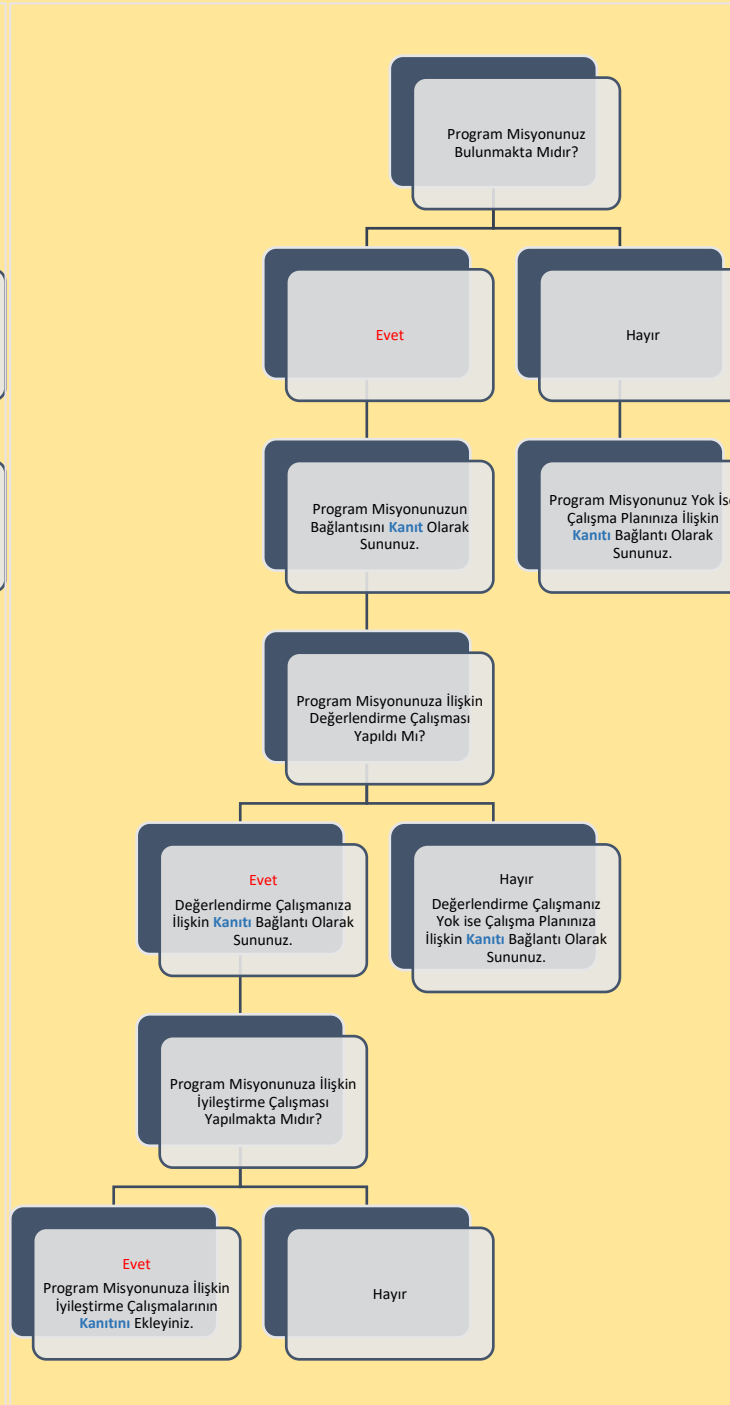 Program Misyonunuz
Bulunmakta Mıdır?
Evet
Hayır
Program Misyonunuzun
Bağlantısını Kanıt Olarak
Sununuz.
Program Misyonunuz Yok İse
Çalışma Planınıza İlişkin
Kanıtı Bağlantı Olarak
Sununuz.
Program Misyonunuza İlişkin
Değerlendirme Çalışması
Yapıldı Mı?
Evet
Değerlendirme Çalışmanıza
İlişkin Kanıtı Bağlantı Olarak
Sununuz.
Hayır
Değerlendirme Çalışmanız
Yok ise Çalışma Planınıza
İlişkin Kanıtı Bağlantı Olarak
Sununuz.
Program Misyonunuza İlişkin
İyileştirme Çalışması
Yapılmakta Mıdır?
Evet
Program Misyonunuza İlişkin
İyileştirme Çalışmalarının
Kanıtını Ekleyiniz.
Hayır